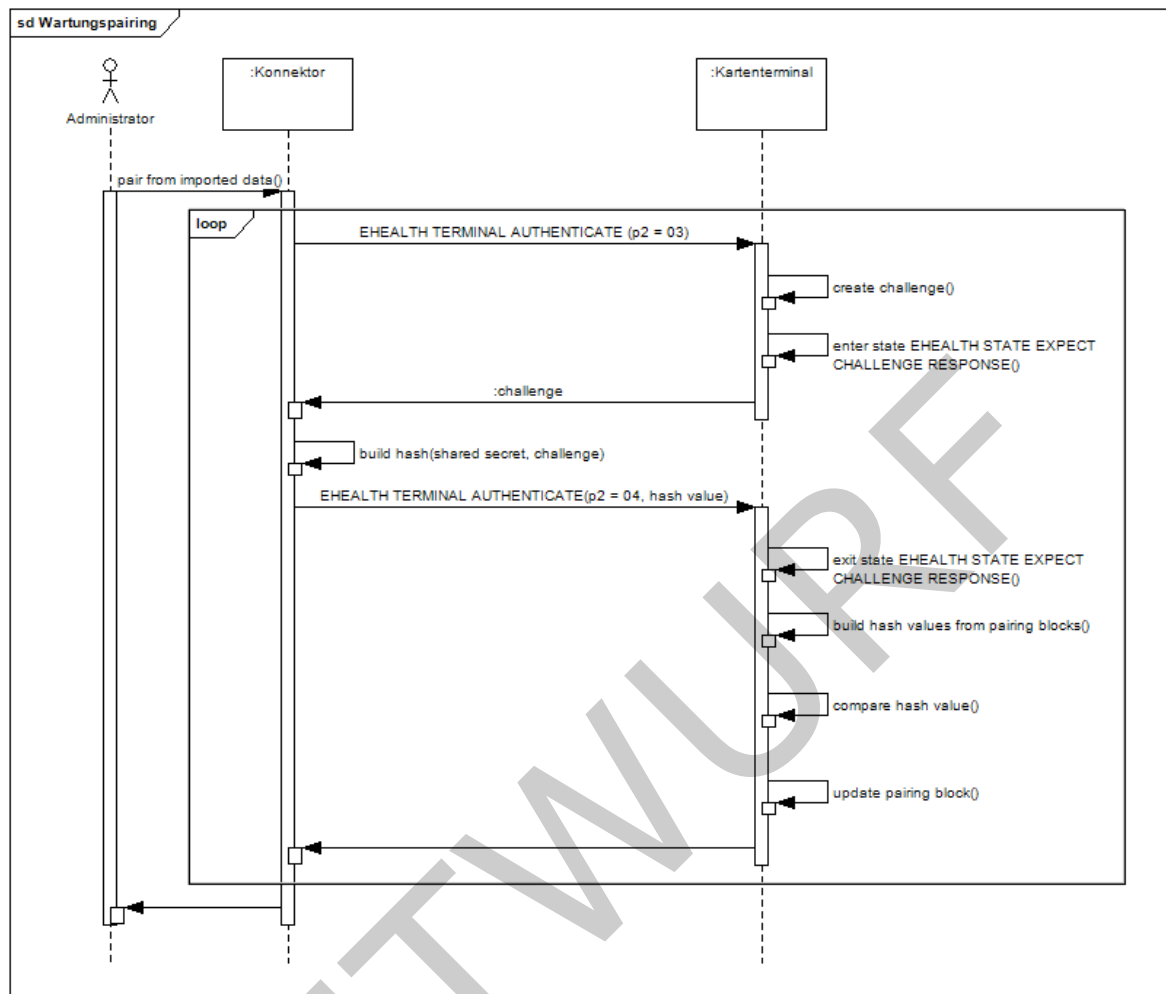 sd Wartungspairing
:Konnektor
:Kartenterminal
Administrator
pair from imported data()
loop
EHEALTH TERMINAL AUTHENTICATE (p2 = 03)
create challenge()
enter state EHEALTH STATE EXPECT
CHALLENGE RESPONSE()
:challenge
build hash(shared secret, challenge)
EHEALTH TERMINAL AUTHENTICATE(p2 = 04, hash value)
exit state EHEALTH STATE EXPECT
CHALLENGE RESPONSE()
build hash values from pairing blocks()
compare hash value()
update pairing block()
TWURF